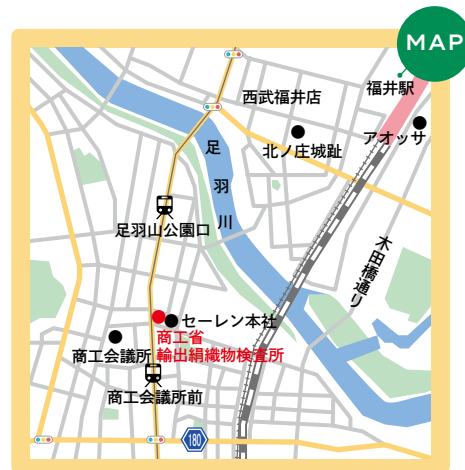 MAP
福井駅
西武福井店
アオッサ
北ノ庄城趾
足羽川
足羽山公園口
木田橋通り
セーレン本社
商工省
輸出絹織物検査所
商工会議所
商工会議所前
180